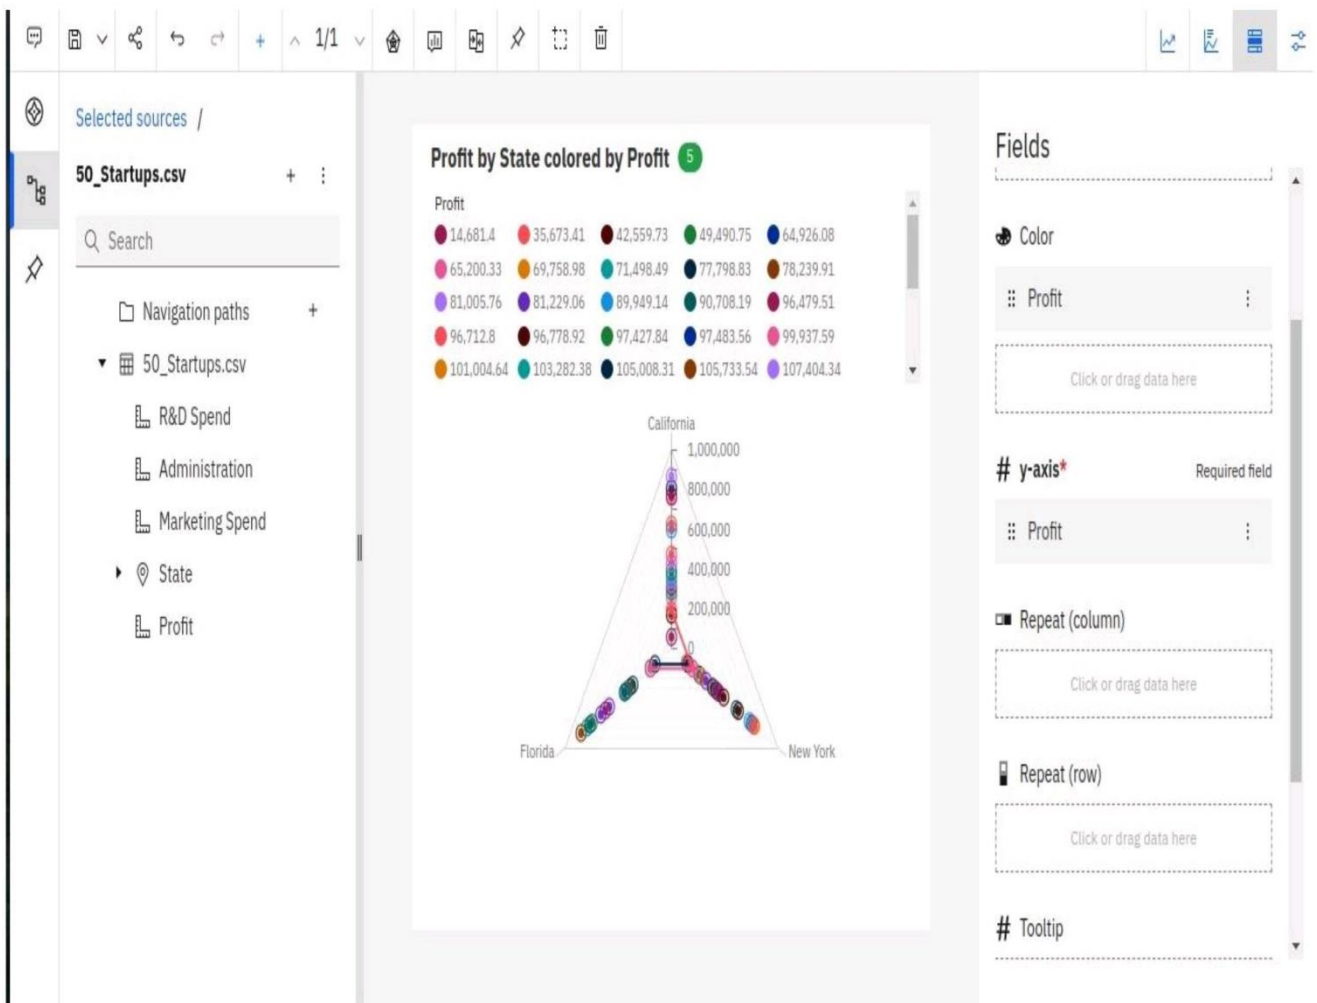 1/1
Selected sources /
50_Startups.csv
Search
Navigation paths
50_Startups.csv
R&D Spend
Administration
Marketing Spend
State
Profit
Profit by State colored by Profit 5
Profit
14,681.4 35,673.41 42,559.73 49,490.75 64,926.08
65,200.33 69,758.98 71,498.49 77,798.83 78,239.91
81,005.76 81,229.06 89,949.14 90,708.19 96,479.51
96,712.8 96,778.92 97,427.84 97,483.56 99,937.59
101,004.64 103,282.38 105,008.31 105,733.54 107,404.34
California
1,000,000
800,000
600,000
400,000
200,000
0
Florida
New York
Fields
Color
Profit
Click or drag data here
# y-axis* Required field
Profit
Repeat (column)
Click or drag data here
Repeat (row)
Click or drag data here
# Tooltip